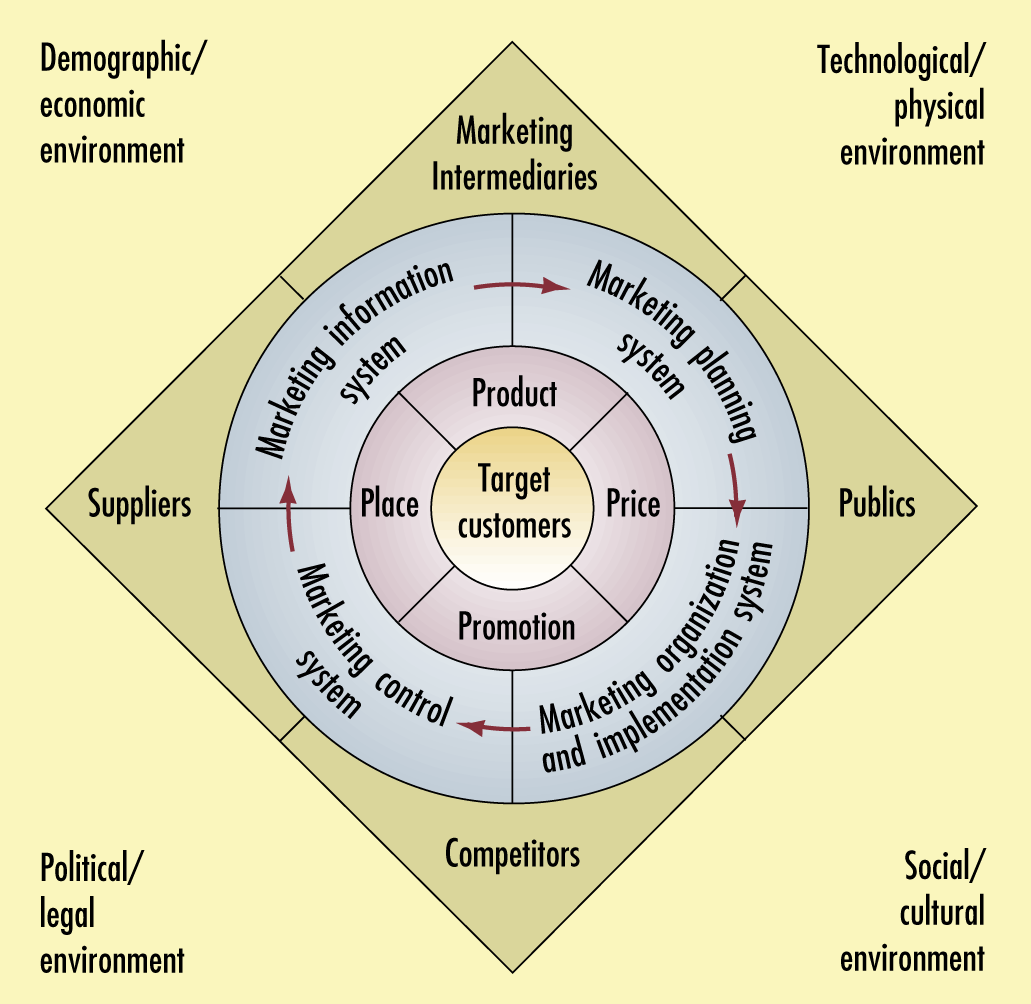 Demographic/
economic
environment
Technological/
physical
environment
Marketing
Intermediaries
Marketing information
system
Marketing planning
system
Product
Target
customers
Place
Price
Promotion
Suppliers
Publics
Marketing control
system
Marketing organization
and implementation system
Competitors
Political/
legal
environment
Social/
cultural
environment